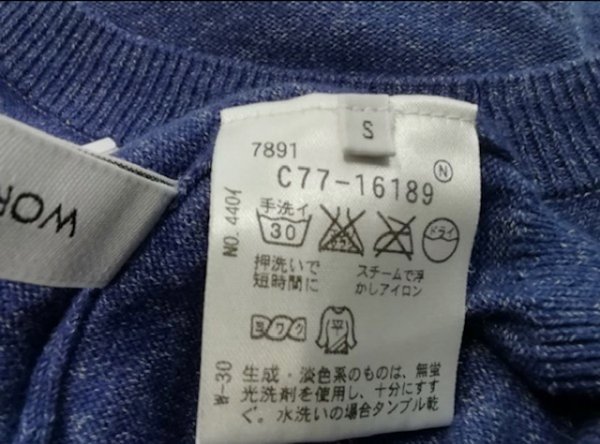 S
7891
C77-16189 Ⓝ
手洗イ
30
ドライ
押洗いで
短時間に
スチームで浮
かしアイロン
ヨワク
平
NO.4401
W-30
生成・淡色系のものは、無蛍
光洗剤を使用し、十分にすす
ぐ。水洗いの場合タンブル乾
WOR